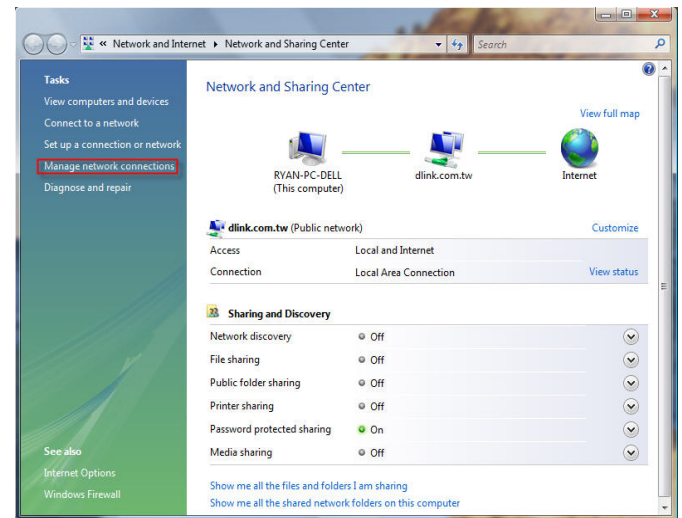 « Network and Internet ▸ Network and Sharing Center
Search
Tasks
View computers and devices
Connect to a network
Set up a connection or network
Manage network connections
Diagnose and repair
See also
Internet Options
Windows Firewall
Network and Sharing Center
View full map
RYAN-PC-DELL
(This computer)
dlink.com.tw
Internet
dlink.com.tw (Public network)
Customize
Access Local and Internet
Connection Local Area Connection View status
Sharing and Discovery
Network discovery Off
File sharing Off
Public folder sharing Off
Printer sharing Off
Password protected sharing On
Media sharing Off
Show me all the files and folders I am sharing
Show me all the shared network folders on this computer